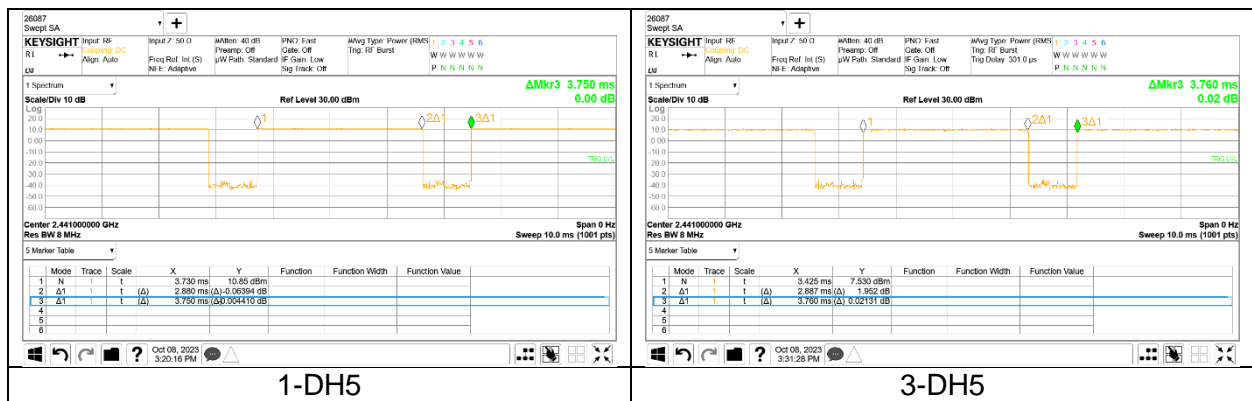 26087
Swept SA
+
KEYSIGHT Input: RF Input Z: 50 Ω #Atten: 40 dB PNO: Fast #Avg Type: Power (RMS 1 2 3 4 5 6
R L Coupling: DC Preamp: Off Gate: Off Trig: RF Burst W W W W W W
Align: Auto Freq Ref: Int (S) µW Path: Standard IF Gain: Low P N N N N N
NFE: Adaptive Sig Track: Off
1 Spectrum
ΔMkr3 3.750 ms
Scale/Div 10 dB Ref Level 30.00 dBm 0.00 dB
Log
20.0
10.0
0.00
-10.0
-20.0
-30.0
-40.0
-50.0
-60.0
1
2Δ1
3Δ1
TRIG LVL
Center 2.441000000 GHz Span 0 Hz
Res BW 8 MHz Sweep 10.0 ms (1001 pts)
5 Marker Table
Mode Trace Scale X Y Function Function Width Function Value
1 N 1 t 3.730 ms 10.85 dBm
2 Δ1 1 t (Δ) 2.880 ms (Δ) -0.06394 dB
3 Δ1 1 t (Δ) 3.750 ms (Δ) 0.004410 dB
4
5
6
? Oct 08, 2023
3:20:16 PM
1-DH5
26087
Swept SA
+
KEYSIGHT Input: RF Input Z: 50 Ω #Atten: 40 dB PNO: Fast #Avg Type: Power (RMS 1 2 3 4 5 6
R L Coupling: DC Preamp: Off Gate: Off Trig: RF Burst W W W W W W
Align: Auto Freq Ref: Int (S) µW Path: Standard IF Gain: Low Trig Delay: 301.0 µs P N N N N N
NFE: Adaptive Sig Track: Off
1 Spectrum
ΔMkr3 3.760 ms
Scale/Div 10 dB Ref Level 30.00 dBm 0.02 dB
Log
20.0
10.0
0.00
-10.0
-20.0
-30.0
-40.0
-50.0
-60.0
1
2Δ1
3Δ1
TRIG LVL
Center 2.441000000 GHz Span 0 Hz
Res BW 8 MHz Sweep 10.0 ms (1001 pts)
5 Marker Table
Mode Trace Scale X Y Function Function Width Function Value
1 N 1 t 3.425 ms 7.530 dBm
2 Δ1 1 t (Δ) 2.887 ms (Δ) 1.952 dB
3 Δ1 1 t (Δ) 3.760 ms (Δ) 0.02131 dB
4
5
6
? Oct 08, 2023
3:31:28 PM
3-DH5